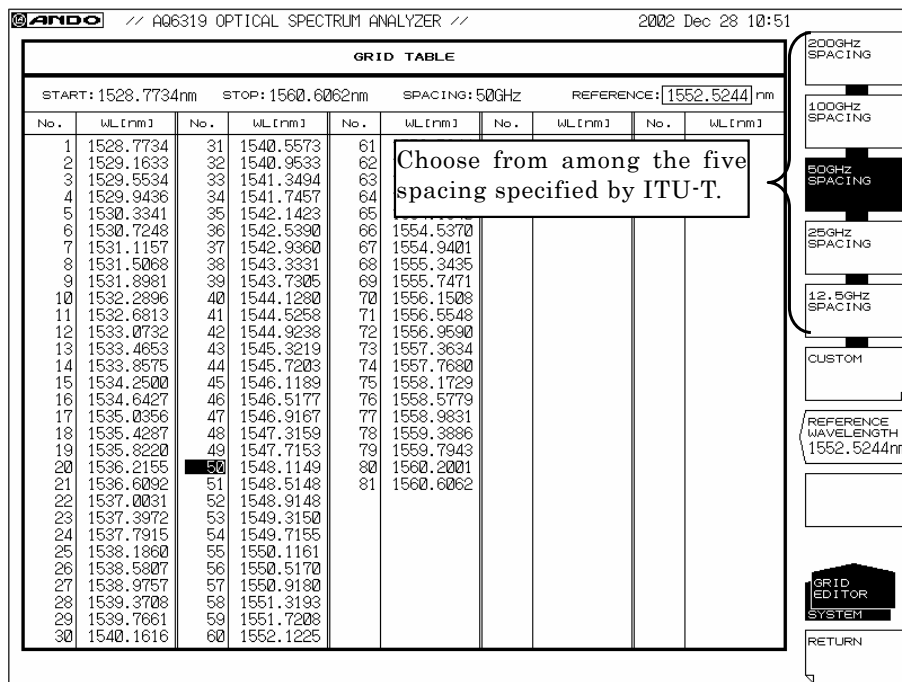 ANDO // AQ6319 OPTICAL SPECTRUM ANALYZER // 2002 Dec 28 10:51
GRID TABLE
START:1528.7734nm STOP:1560.6062nm SPACING:50GHz REFERENCE:1552.5244 nm
No. WL[nm] No. WL[nm] No. WL[nm] No. WL[nm] No. WL[nm]
1 1528.7734 31 1540.5573 61
2 1529.1633 32 1540.9533 62
3 1529.5534 33 1541.3494 63
4 1529.9436 34 1541.7457 64
5 1530.3341 35 1542.1423 65
6 1530.7248 36 1542.5390 66 1554.5370
7 1531.1157 37 1542.9360 67 1554.9401
8 1531.5068 38 1543.3331 68 1555.3435
9 1531.8981 39 1543.7305 69 1555.7471
10 1532.2896 40 1544.1280 70 1556.1508
11 1532.6813 41 1544.5258 71 1556.5548
12 1533.0732 42 1544.9238 72 1556.9590
13 1533.4653 43 1545.3219 73 1557.3634
14 1533.8575 44 1545.7203 74 1557.7680
15 1534.2500 45 1546.1189 75 1558.1729
16 1534.6427 46 1546.5177 76 1558.5779
17 1535.0356 47 1546.9167 77 1558.9831
18 1535.4287 48 1547.3159 78 1559.3886
19 1535.8220 49 1547.7153 79 1559.7943
20 1536.2155 50 1548.1149 80 1560.2001
21 1536.6092 51 1548.5148 81 1560.6062
22 1537.0031 52 1548.9148
23 1537.3972 53 1549.3150
24 1537.7915 54 1549.7155
25 1538.1860 55 1550.1161
26 1538.5807 56 1550.5170
27 1538.9757 57 1550.9180
28 1539.3708 58 1551.3193
29 1539.7661 59 1551.7208
30 1540.1616 60 1552.1225
Choose from among the five
spacing specified by ITU-T.
200GHz
SPACING
100GHz
SPACING
50GHz
SPACING
25GHz
SPACING
12.5GHz
SPACING
CUSTOM
REFERENCE
WAVELENGTH
1552.5244nm
GRID
EDITOR
SYSTEM
RETURN